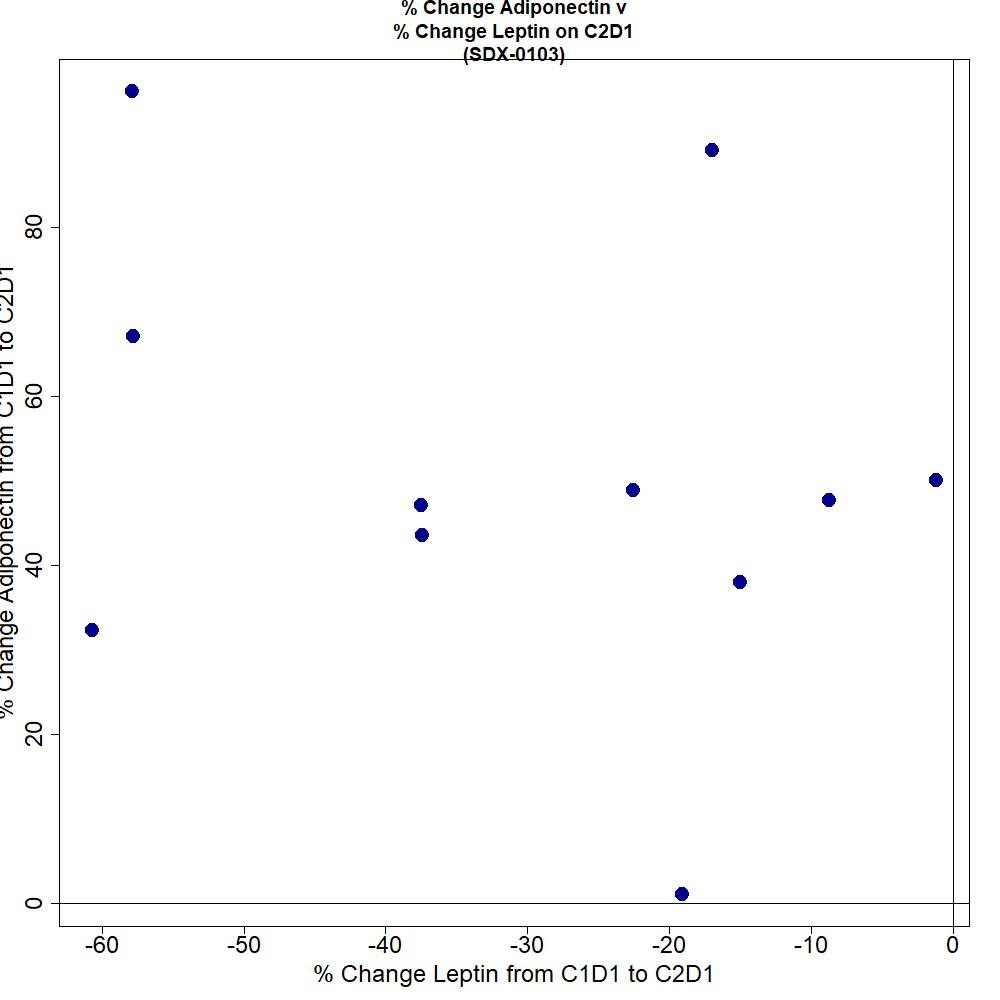 % Change Adiponectin v
% Change Leptin on C2D1
(SDX-0103)
% Change Adiponectin from C1D1 to C2D1
80
60
40
20
0
-60 -50 -40 -30 -20 -10 0
% Change Leptin from C1D1 to C2D1